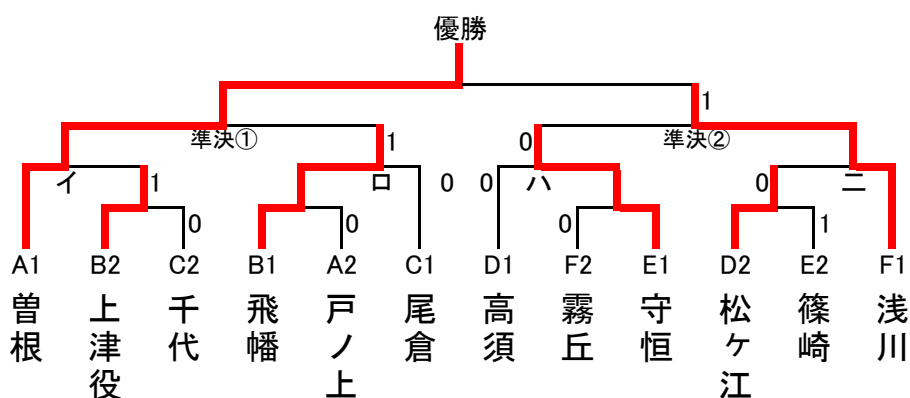 優勝
1
準決①
1
0
準決②
イ
1
ロ
0
0
ハ
0
ニ
0
0
0
1
A1
B2
C2
B1
A2
C1
D1
F2
E1
D2
E2
F1
曽根
上津役
千代
飛幡
戸ノ上
尾倉
高須
霧丘
守恒
松ヶ江
篠崎
浅川